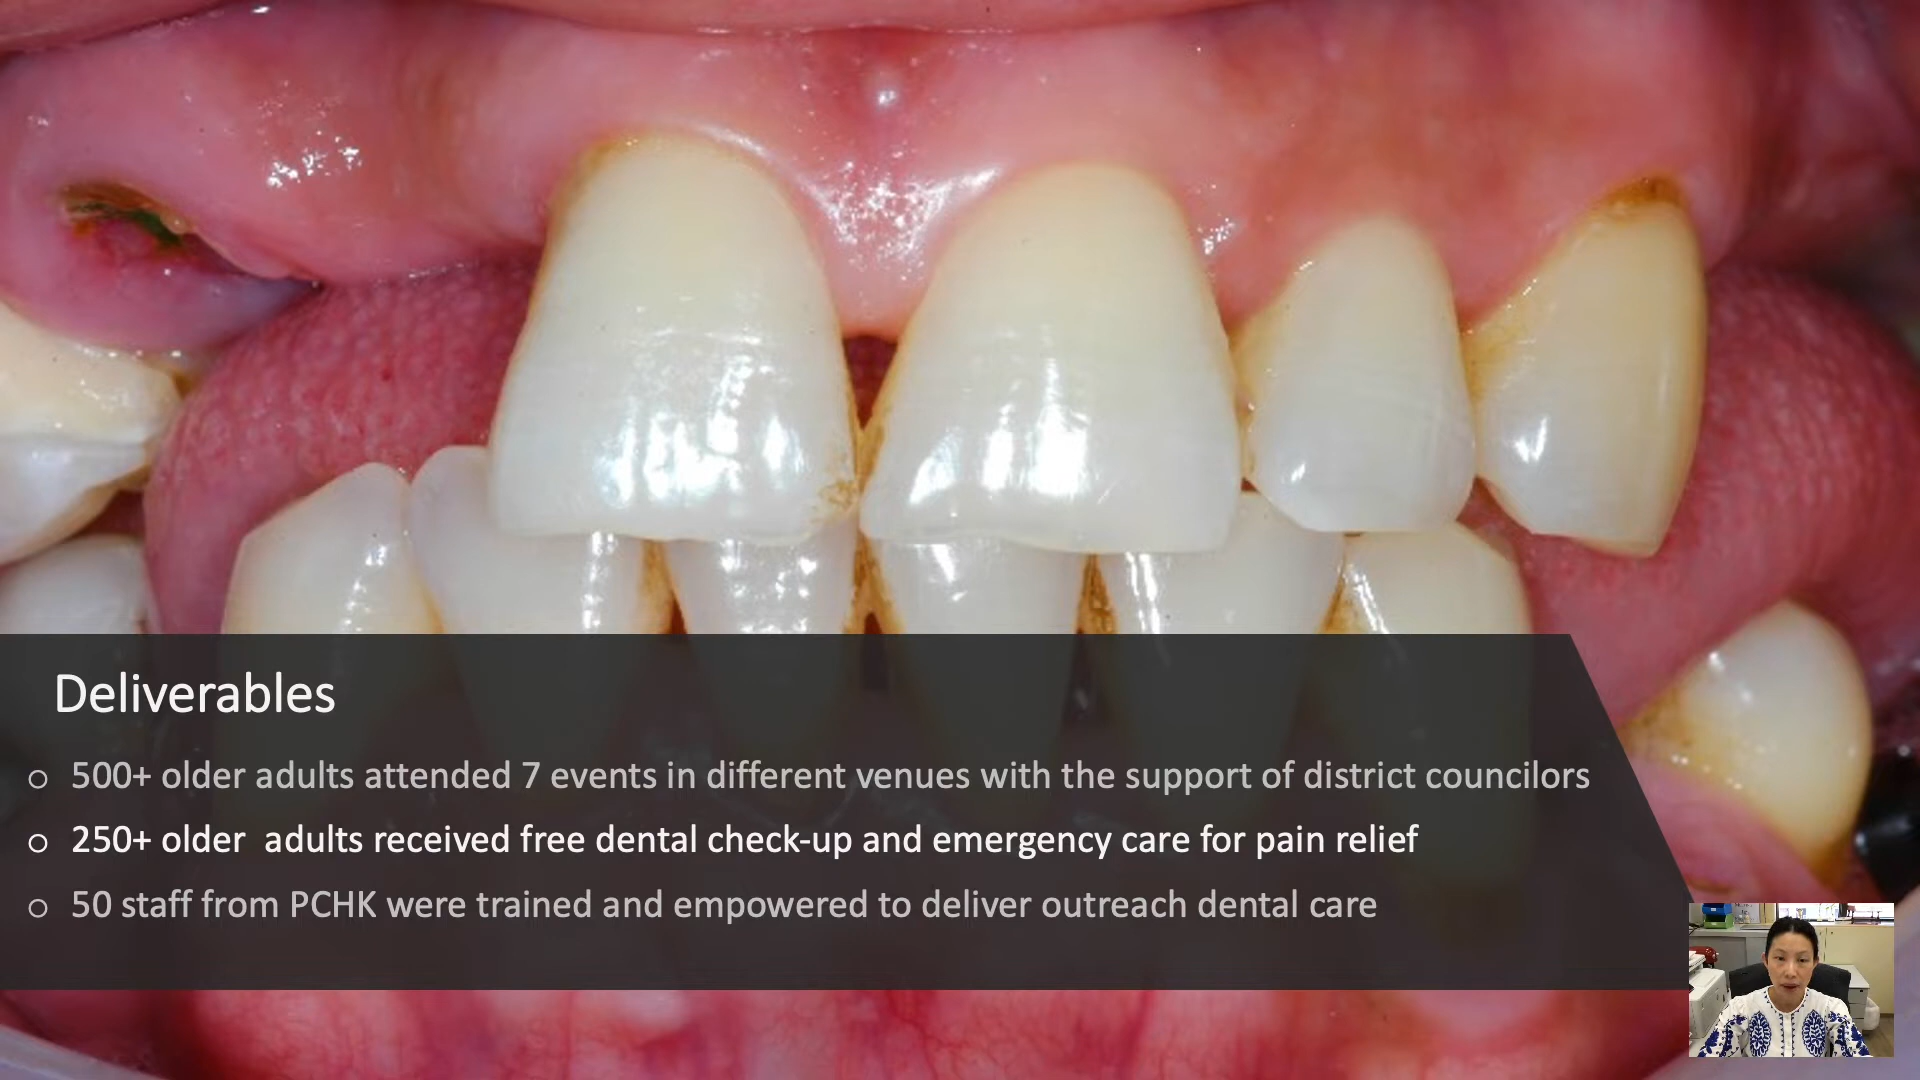 Deliverables
○ 500+ older adults attended 7 events in different venues with the support of district councilors
○ 250+ older  adults received free dental check-up and emergency care for pain relief
○ 50 staff from PCHK were trained and empowered to deliver outreach dental care